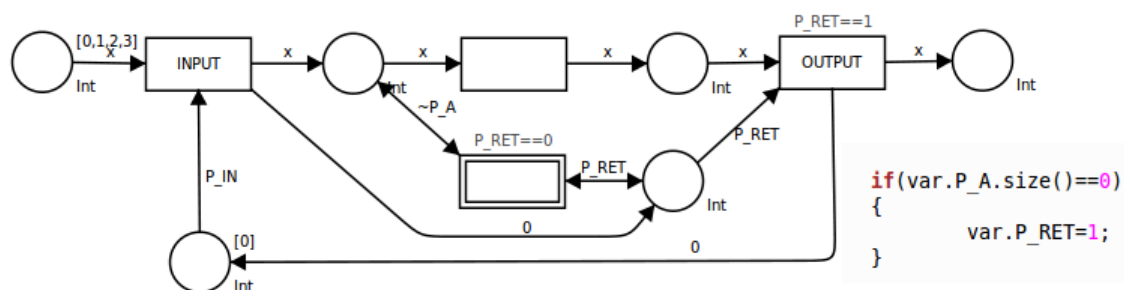 P_RET==1
[0,1,2,3]
x
INPUT
x
x
x
x
OUTPUT
x
Int
Int
Int
Int
~P_A
P_RET==0
P_RET
P_RET
P_IN
Int
0
[0]
0
Int
if(var.P_A.size()==0)
{
var.P_RET=1;
}